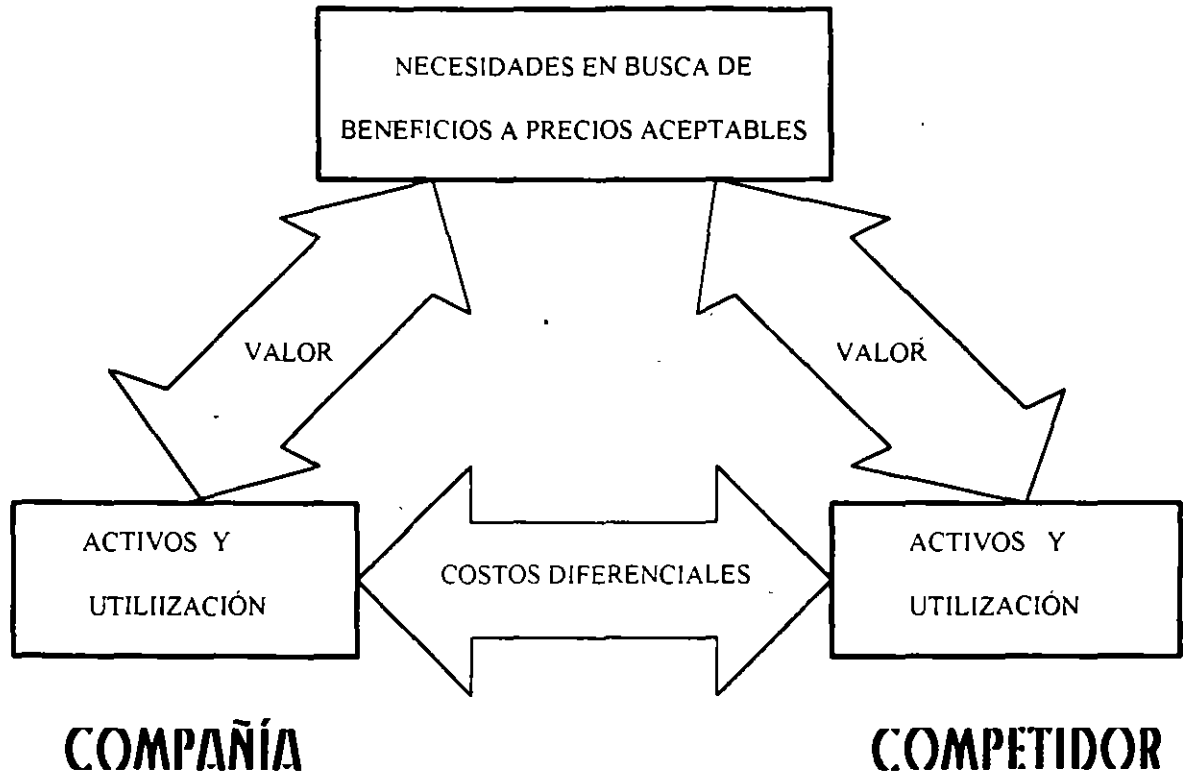 NECESIDADES EN BUSCA DE
BENEFICIOS A PRECIOS ACEPTABLES
VALOR
VALOR
ACTIVOS Y
UTILIIZACIÓN
COSTOS DIFERENCIALES
ACTIVOS Y
UTILIZACIÓN
COMPAÑÍA
COMPETIDOR